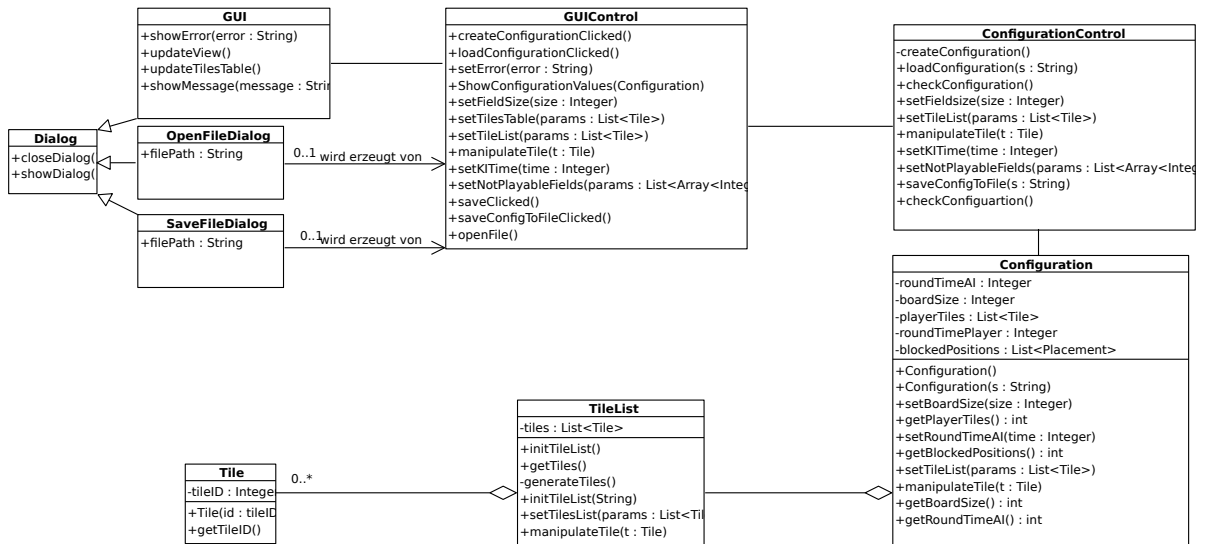 GUI
+showError(error : String)
+updateView()
+updateTilesTable()
+showMessage(message : Strin
Dialog
+closeDialog(
+showDialog(
OpenFileDialog
+filePath : String
SaveFileDialog
+filePath : String
0..1
wird erzeugt von
0..1
wird erzeugt von
GUIControl
+createConfigurationClicked()
+loadConfigurationClicked()
+setError(error : String)
+ShowConfigurationValues(Configuration)
+setFieldSize(size : Integer)
+setTilesTable(params : List<Tile>)
+setTileList(params : List<Tile>)
+manipulateTile(t : Tile)
+setKITime(time : Integer)
+setNotPlayableFields(params : List<Array<Integ
+saveClicked()
+saveConfigToFileClicked()
+openFile()
ConfigurationControl
-createConfiguration()
+loadConfiguration(s : String)
+checkConfiguration()
+setFieldsize(size : Integer)
+setTileList(params : List<Tile>)
+manipulateTile(t : Tile)
+setKITime(time : Integer)
+setNotPlayableFields(params : List<Array<Integ
+saveConfigToFile(s : String)
+checkConfiguartion()
Configuration
-roundTimeAI : Integer
-boardSize : Integer
-playerTiles : List<Tile>
-roundTimePlayer : Integer
-blockedPositions : List<Placement>
+Configuration()
+Configuration(s : String)
+setBoardSize(size : Integer)
+getPlayerTiles() : int
+setRoundTimeAI(time : Integer)
+getBlockedPositions() : int
+setTileList(params : List<Tile>)
+manipulateTile(t : Tile)
+getBoardSize() : int
+getRoundTimeAI() : int
TileList
-tiles : List<Tile>
+initTileList()
+getTiles()
-generateTiles()
+initTileList(String)
+setTilesList(params : List<Til
+manipulateTile(t : Tile)
Tile
-tileID : Intege
+Tile(id : tileID
+getTileID()
0..*